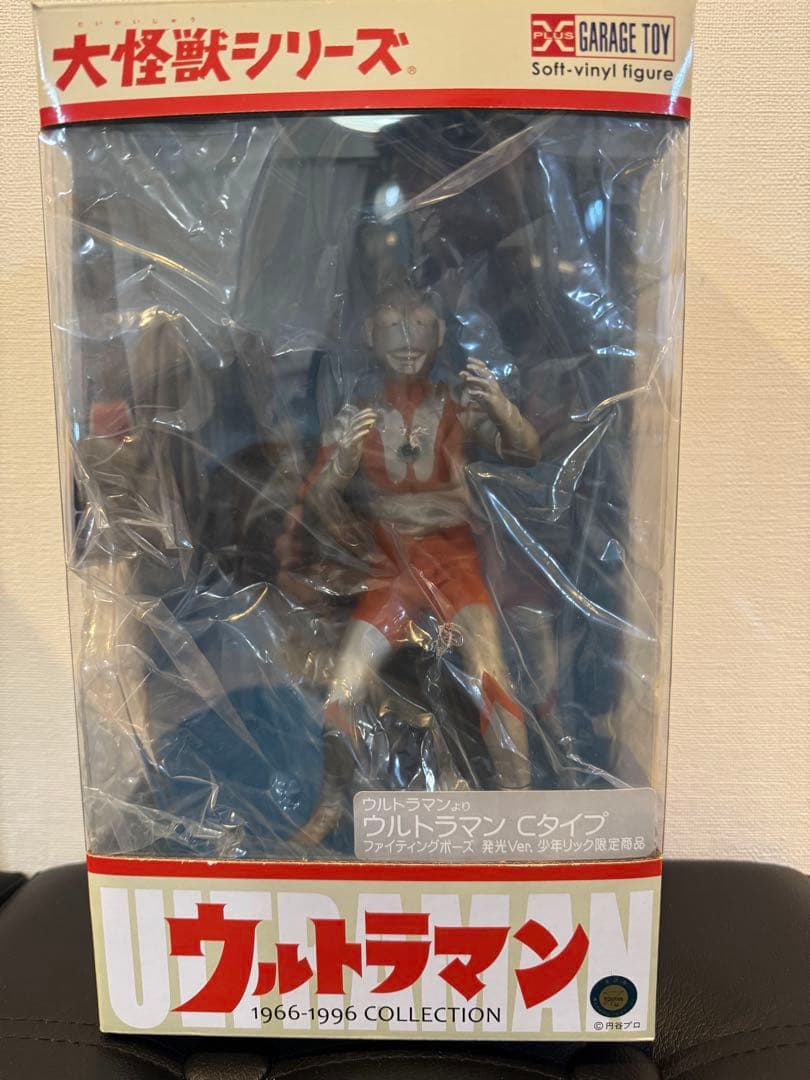 だいかいじゅう
大怪獣シリーズ®
X PLUS GARAGE TOY
Soft-vinyl figure
ウルトラマンより
ウルトラマン Cタイプ
ファイティングポーズ 発光Ver. 少年リック限定商品
ULTRAMAN
ウルトラマン
1966-1996 COLLECTION
©円谷プロ